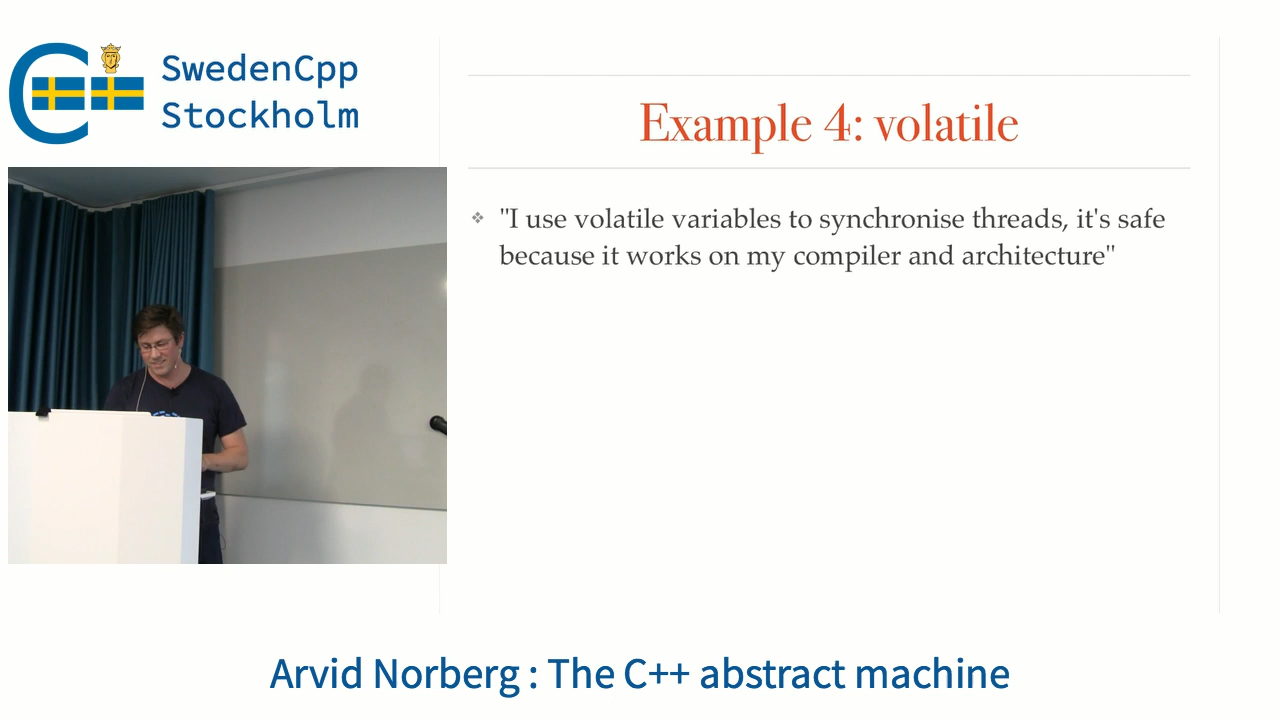 SwedenCpp
Stockholm
Example 4: volatile
"I use volatile variables to synchronise threads, it's safe
because it works on my compiler and architecture"
Arvid Norberg : The C++ abstract machine